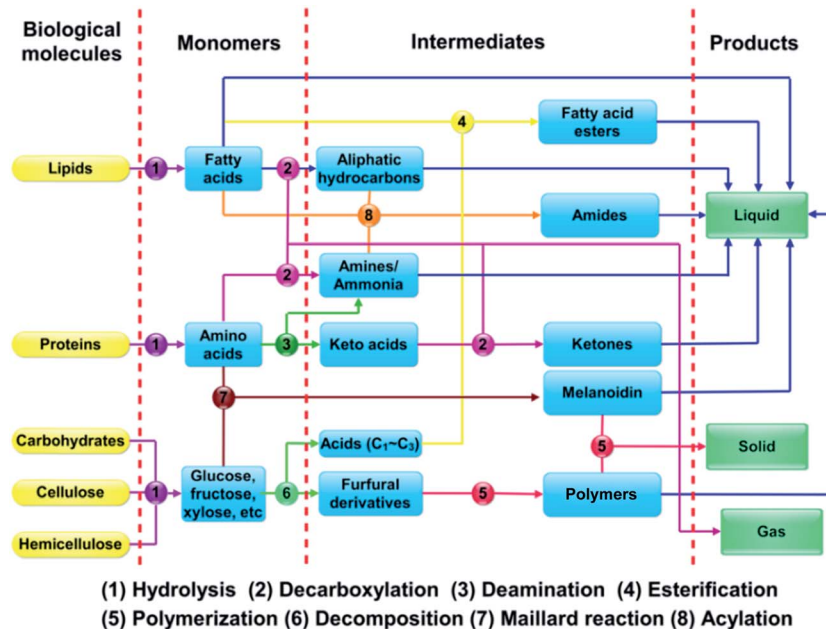 Biological
molecules
Monomers
Intermediates
Products
4
Fatty acid
esters
Lipids
1
Fatty
acids
2
Aliphatic
hydrocarbons
8
Amides
Liquid
2
Amines/
Ammonia
Proteins
1
Amino
acids
3
Keto acids
2
Ketones
7
Melanoidin
Carbohydrates
Acids (C₁~C₃)
5
Solid
Cellulose
1
Glucose,
fructose,
xylose, etc
6
Furfural
derivatives
5
Polymers
Hemicellulose
Gas
(1) Hydrolysis (2) Decarboxylation (3) Deamination (4) Esterification
(5) Polymerization (6) Decomposition (7) Maillard reaction (8) Acylation